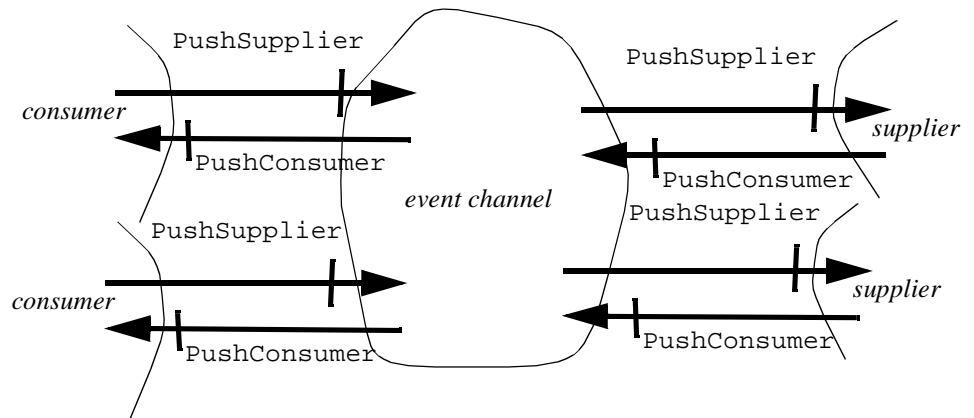 PushSupplier
PushSupplier
consumer
supplier
PushConsumer
PushConsumer
event channel
PushSupplier
PushSupplier
consumer
supplier
PushConsumer
PushConsumer